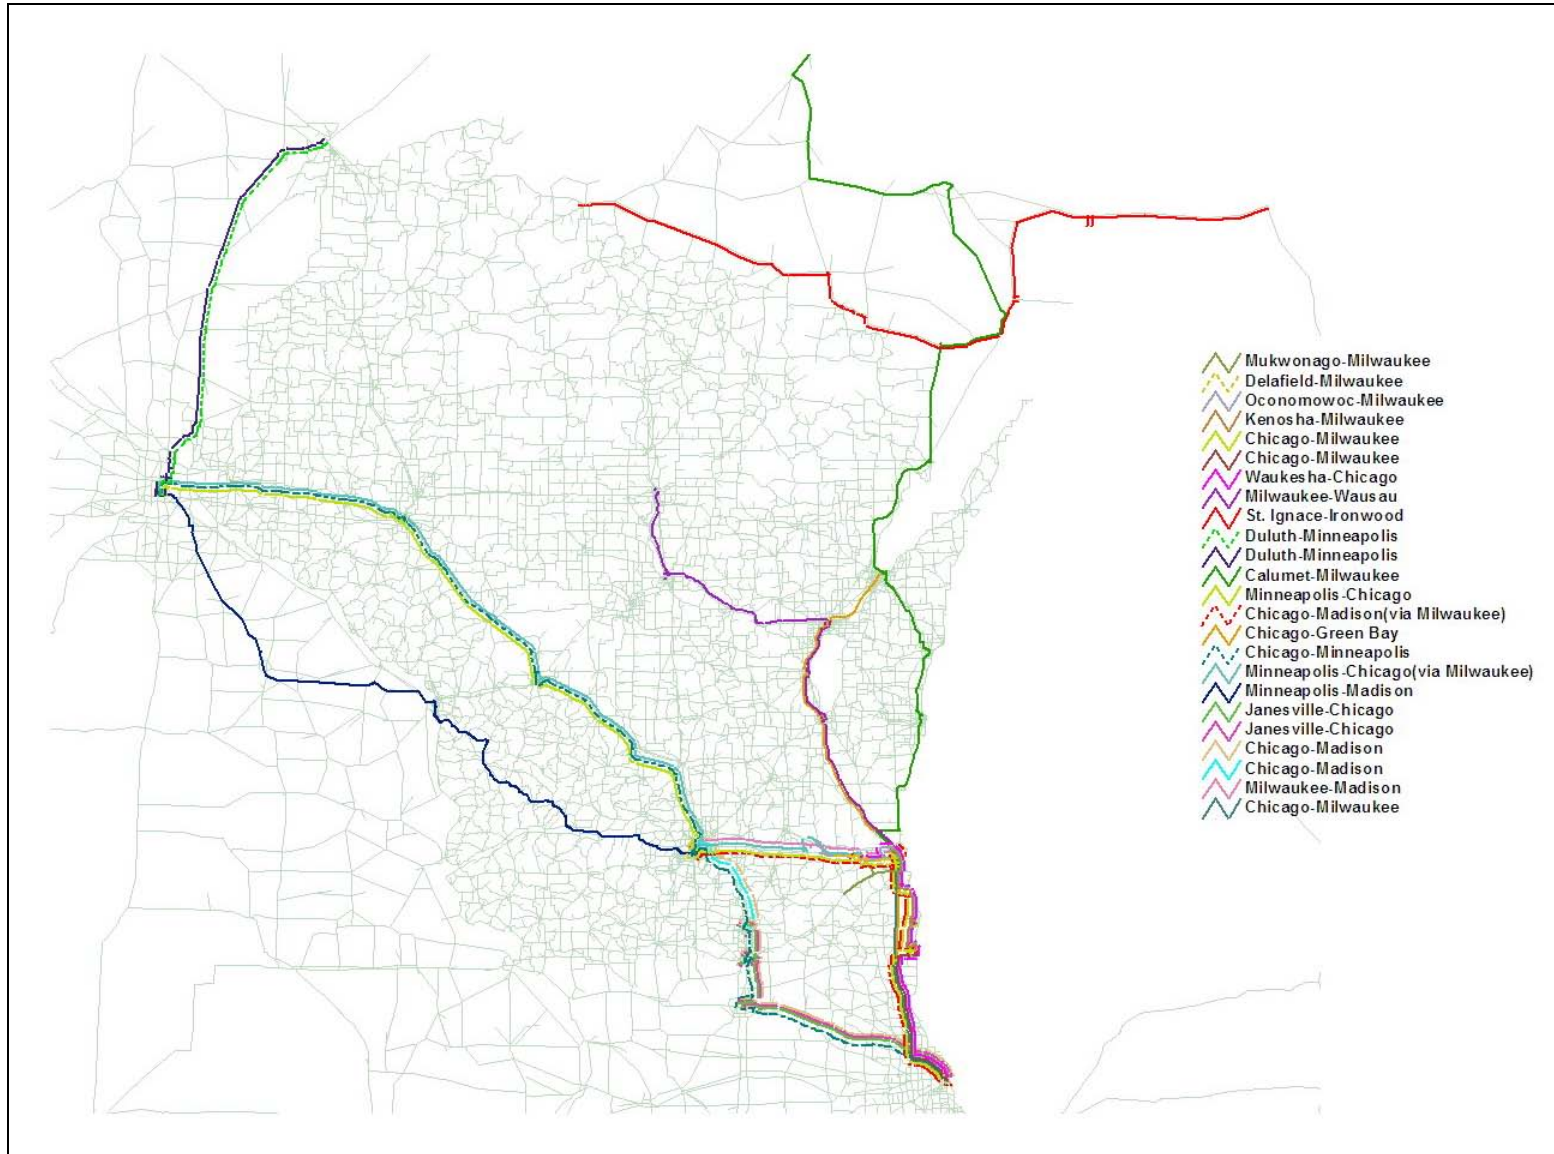 Mukwonago-Milwaukee
Delafield-Milwaukee
Oconomowoc-Milwaukee
Kenosha-Milwaukee
Chicago-Milwaukee
Chicago-Milwaukee
Waukesha-Chicago
Milwaukee-Wausau
St. Ignace-Ironwood
Duluth-Minneapolis
Duluth-Minneapolis
Calumet-Milwaukee
Minneapolis-Chicago
Chicago-Madison(via Milwaukee)
Chicago-Green Bay
Chicago-Minneapolis
Minneapolis-Chicago(via Milwaukee)
Minneapolis-Madison
Janesville-Chicago
Janesville-Chicago
Chicago-Madison
Chicago-Madison
Milwaukee-Madison
Chicago-Milwaukee